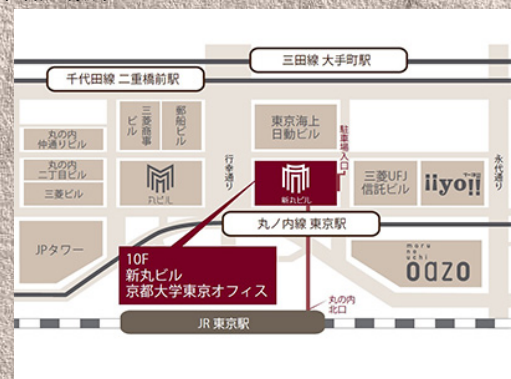 三田線 大手町駅
千代田線 二重橋前駅
丸の内
仲通りビル
三菱商事
ビル
郵船ビル
東京海上
日動ビル
駐車場入口
行幸通り
永代通り
丸の内
二丁目ビル
三菱ビル
丸ビル
新丸ビル
三菱UFJ
信託ビル
iiyo!!
丸ノ内線 東京駅
JPタワー
10F
新丸ビル
京都大学東京オフィス
maru
no
uchi
OAZO
丸の内
北口
JR 東京駅